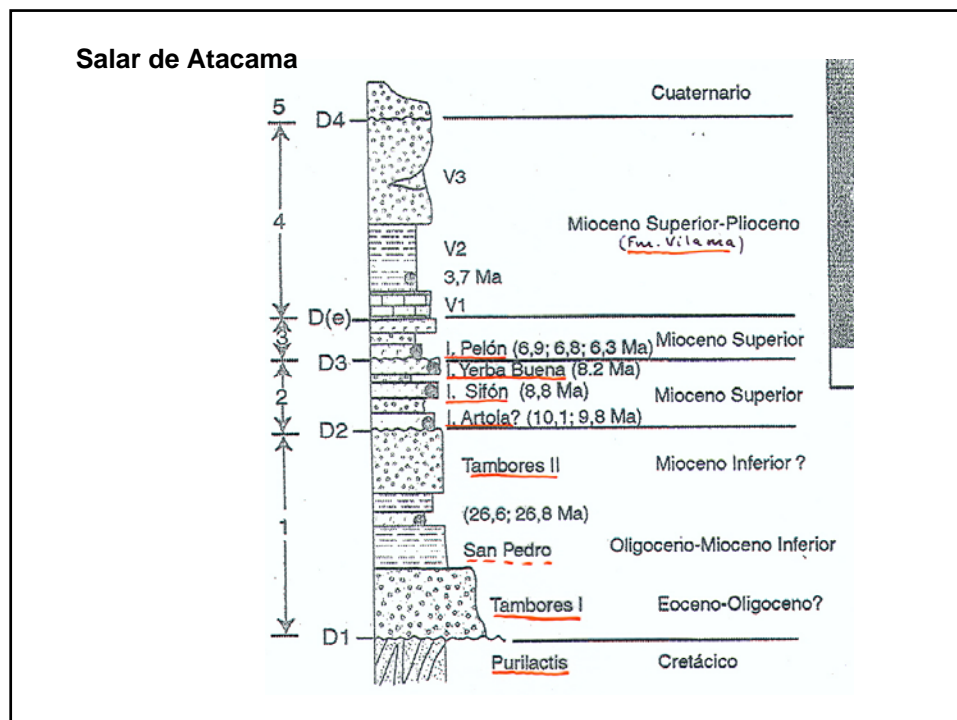 Salar de Atacama
5
D4
Cuaternario
V3
4
Mioceno Superior-Plioceno
(Fm. Vilama)
V2
3,7 Ma
V1
D(e)
3
I. Pelón (6,9; 6,8; 6,3 Ma) Mioceno Superior
D3
I. Yerba Buena (8.2 Ma)
2
I. Sifón (8,8 Ma) Mioceno Superior
I. Artola? (10,1; 9,8 Ma)
D2
Tambores II Mioceno Inferior ?
1
(26,6; 26,8 Ma)
San Pedro Oligoceno-Mioceno Inferior
Tambores I Eoceno-Oligoceno?
D1
Purilactis Cretácico